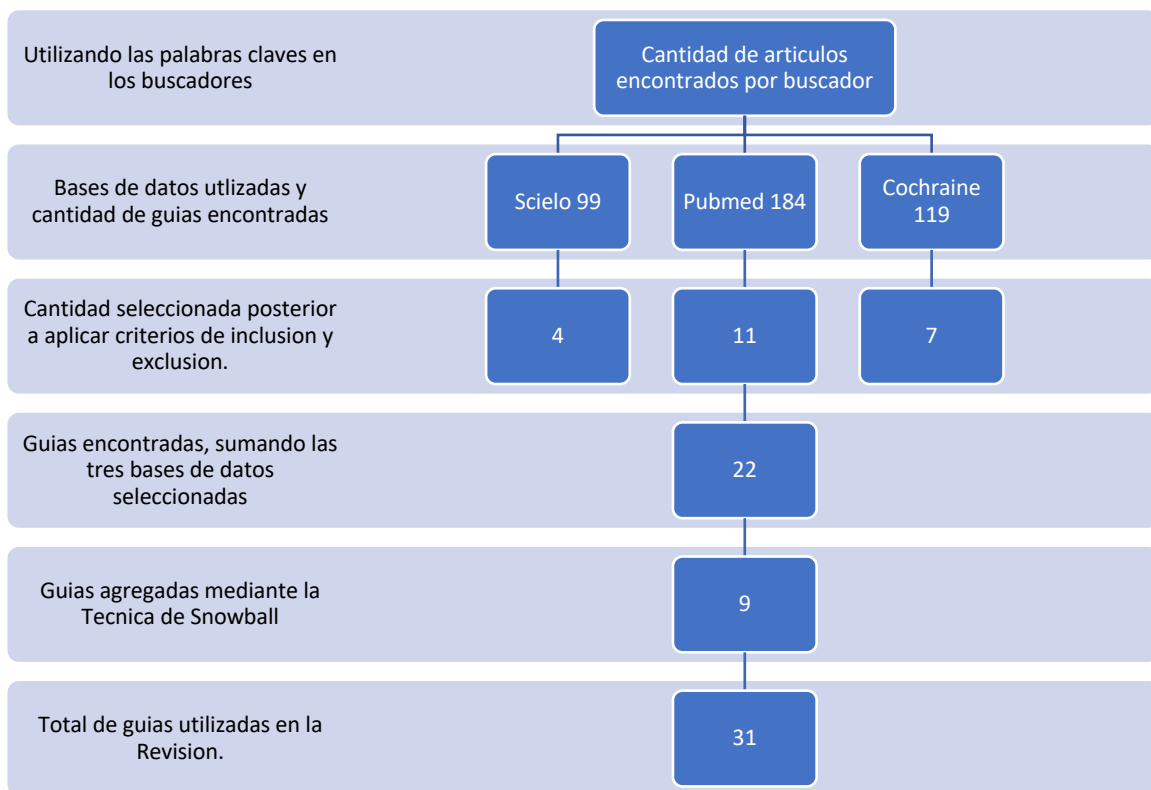 Utilizando las palabras claves en
los buscadores
Cantidad de articulos
encontrados por buscador
Bases de datos utlizadas y
cantidad de guias encontradas
Scielo 99
Pubmed 184
Cochraine
119
Cantidad seleccionada posterior
a aplicar criterios de inclusion y
exclusion.
4
11
7
Guias encontradas, sumando las
tres bases de datos
seleccionadas
22
Guias agregadas mediante la
Tecnica de Snowball
9
Total de guias utilizadas en la
Revision.
31